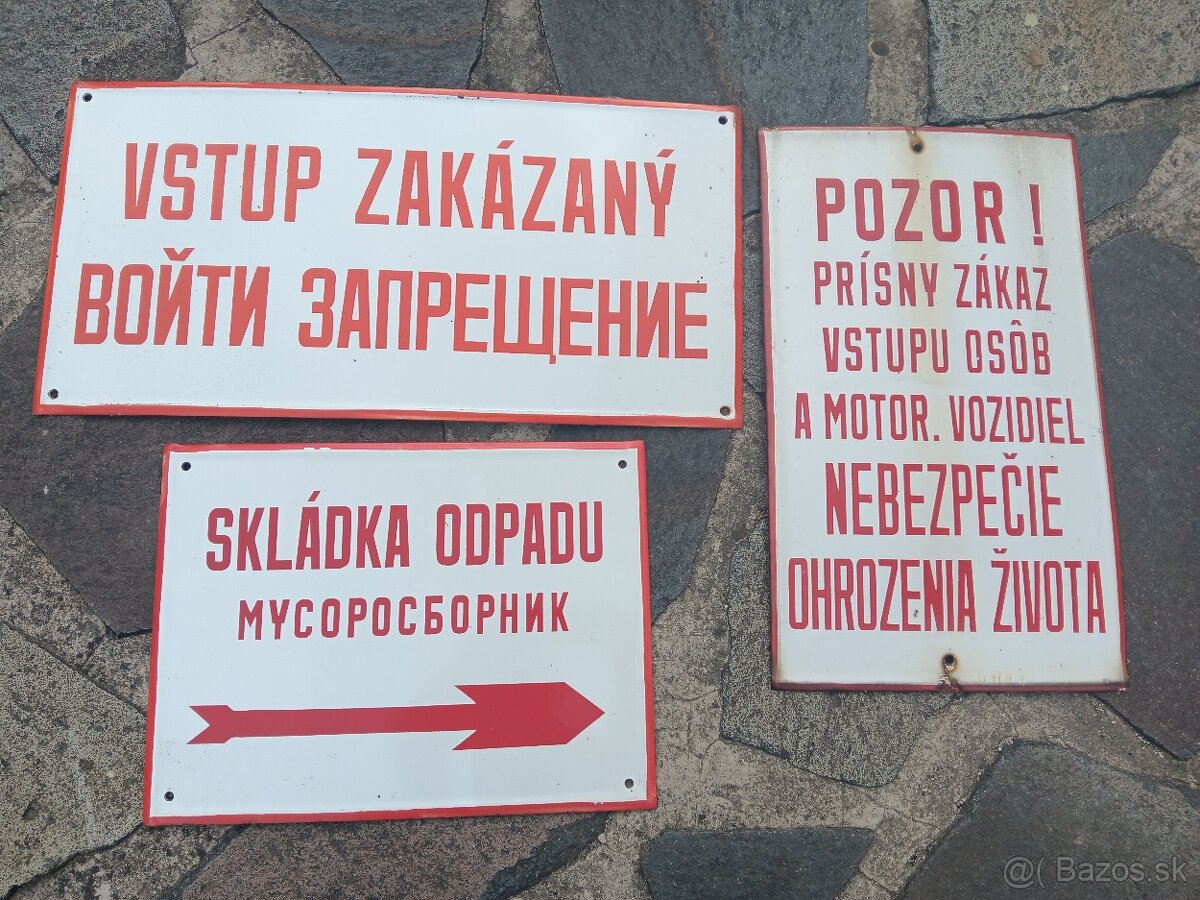 VSTUP ZAKÁZANÝ
ВОЙТИ ЗАПРЕЩЕНИЕ
SKLÁDKA ODPADU
МУСОРОСБОРНИК
POZOR !
PRÍSNY ZÁKAZ
VSTUPU OSÔB
A MOTOR. VOZIDIEL
NEBEZPEČIE
OHROZENIA ŽIVOTA
@( Bazos.sk